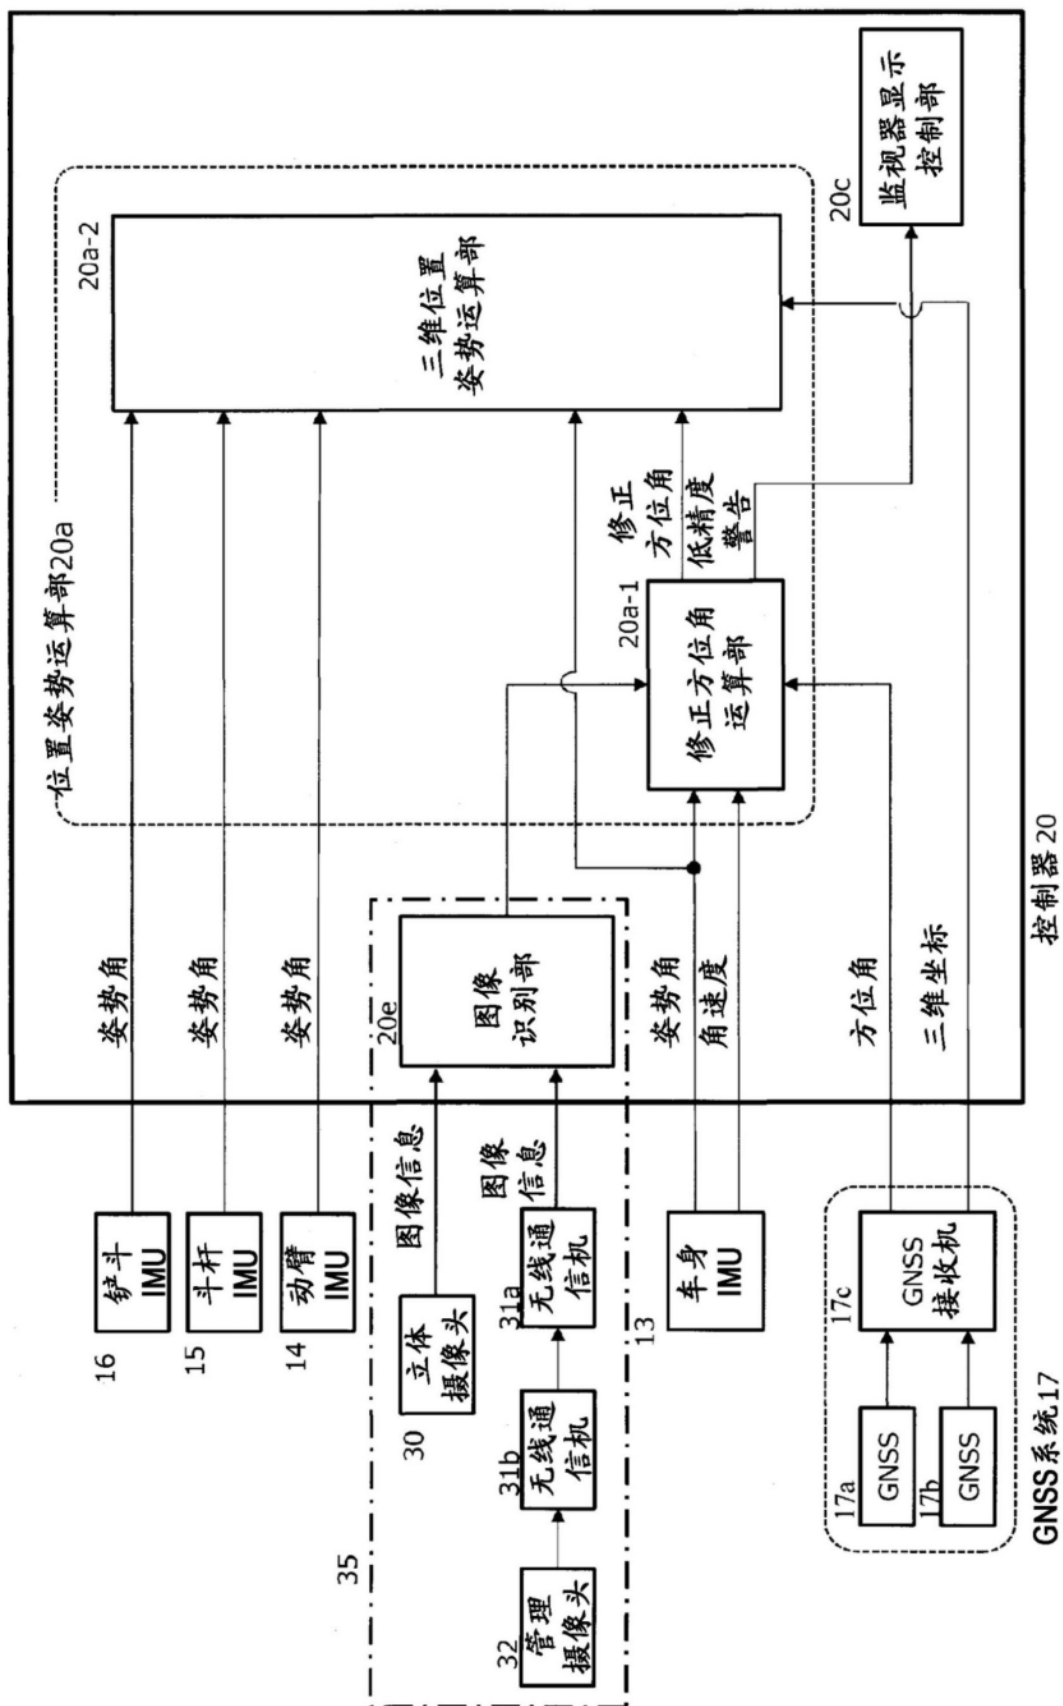 位置姿势运算部20a
20a-2
三维位置
姿势运算部
16
铲斗
IMU
姿势角
15
斗杆
IMU
姿势角
14
动臂
IMU
姿势角
35
30
立体
摄像头
图像信息
20e
图像
识别部
32
管理
摄像头
31b
无线通
信机
31a
无线通
信机
图像
信息
13
车身
IMU
姿势角
角速度
20a-1
修正方位角
运算部
修正
方位角
低精度
警告
20c
监视器显示
控制部
17a
GNSS
17b
GNSS
17c
GNSS
接收机
方位角
三维坐标
GNSS系统17
控制器20